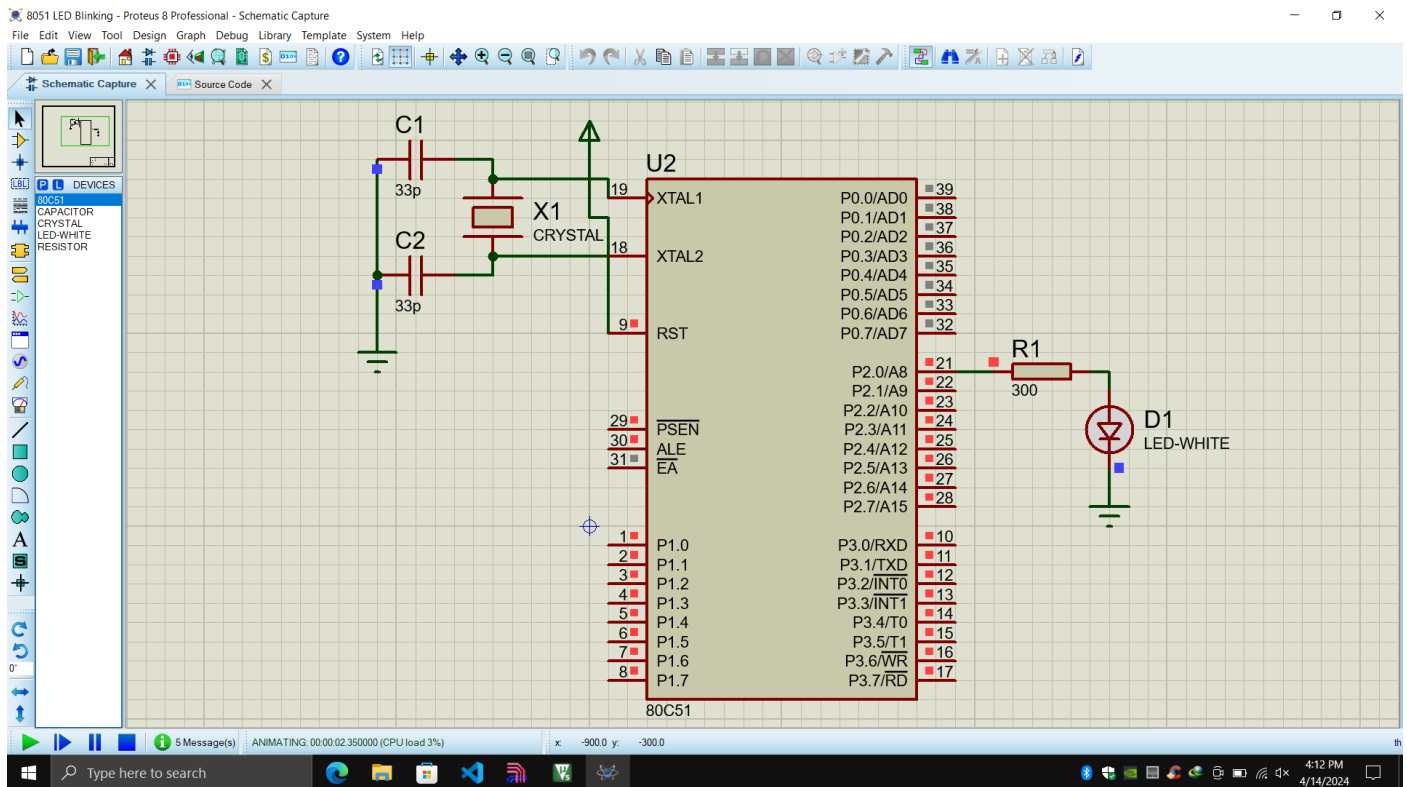 8051 LED Blinking - Proteus 8 Professional - Schematic Capture
File Edit View Tool Design Graph Debug Library Template System Help
Schematic Capture
Source Code
P L DEVICES
80C51
CAPACITOR
CRYSTAL
LED-WHITE
RESISTOR
LBL
A
S
0°
C1
33p
C2
33p
X1
CRYSTAL
U2
19 XTAL1
18 XTAL2
9 RST
29 PSEN
30 ALE
31 EA
1 P1.0
2 P1.1
3 P1.2
4 P1.3
5 P1.4
6 P1.5
7 P1.6
8 P1.7
P0.0/AD0 39
P0.1/AD1 38
P0.2/AD2 37
P0.3/AD3 36
P0.4/AD4 35
P0.5/AD5 34
P0.6/AD6 33
P0.7/AD7 32
P2.0/A8 21
P2.1/A9 22
P2.2/A10 23
P2.3/A11 24
P2.4/A12 25
P2.5/A13 26
P2.6/A14 27
P2.7/A15 28
P3.0/RXD 10
P3.1/TXD 11
P3.2/INT0 12
P3.3/INT1 13
P3.4/T0 14
P3.5/T1 15
P3.6/WR 16
P3.7/RD 17
80C51
R1
300
D1
LED-WHITE
5 Message(s) ANIMATING: 00:00:02.350000 (CPU load 3%) x: -900.0 y: -300.0 th
Type here to search
4:12 PM
4/14/2024